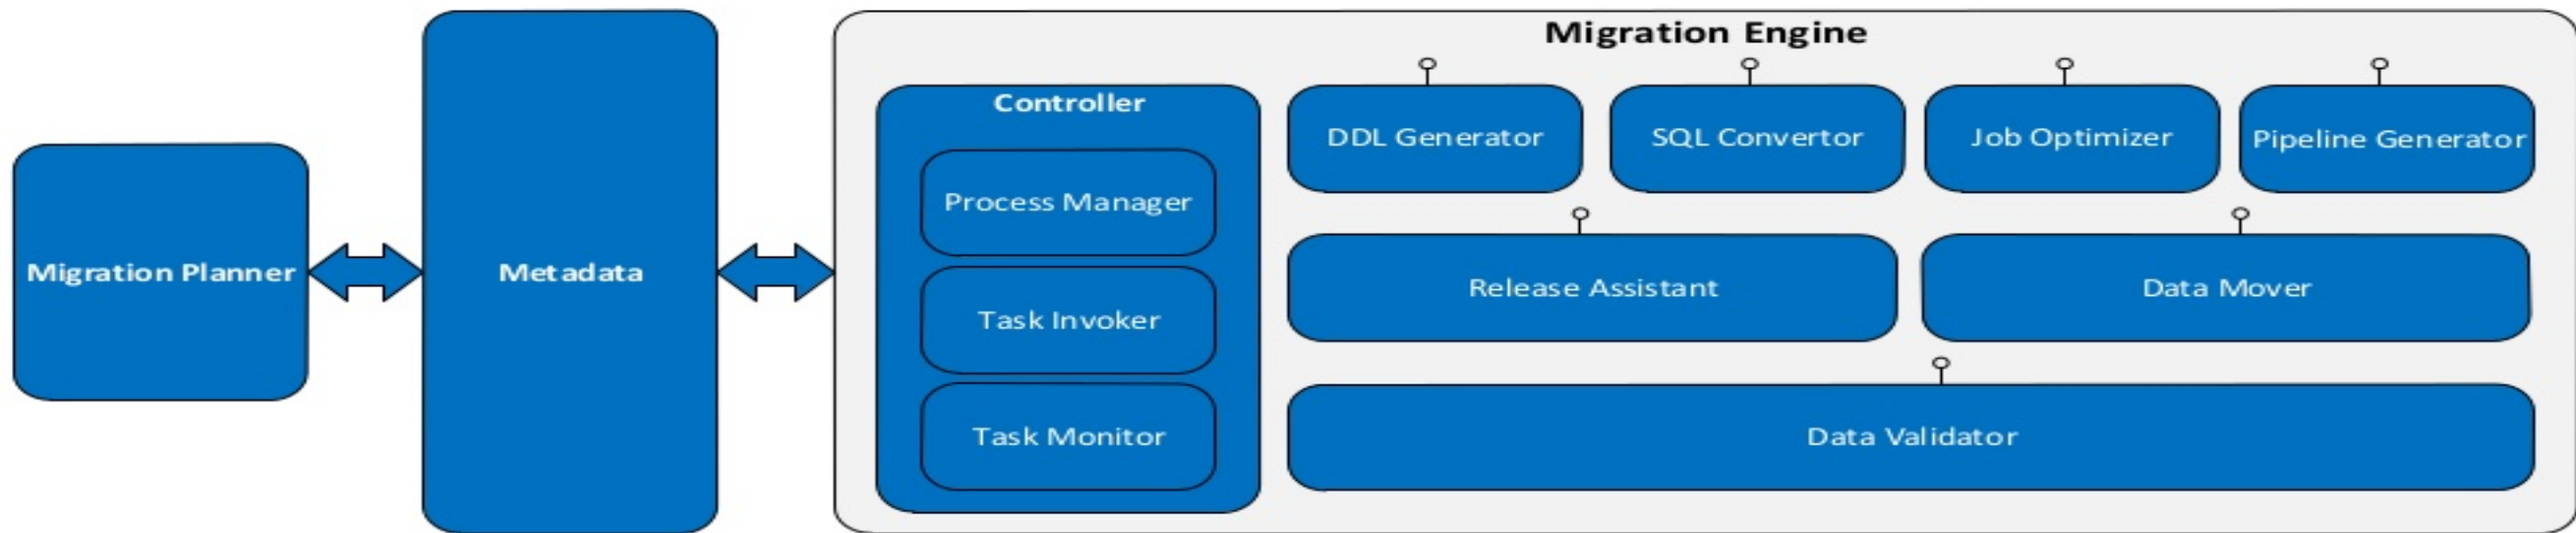 Migration Engine
Controller
DDL Generator
SQL Convertor
Job Optimizer
Pipeline Generator
Process Manager
Migration Planner
Metadata
Release Assistant
Data Mover
Task Invoker
Task Monitor
Data Validator